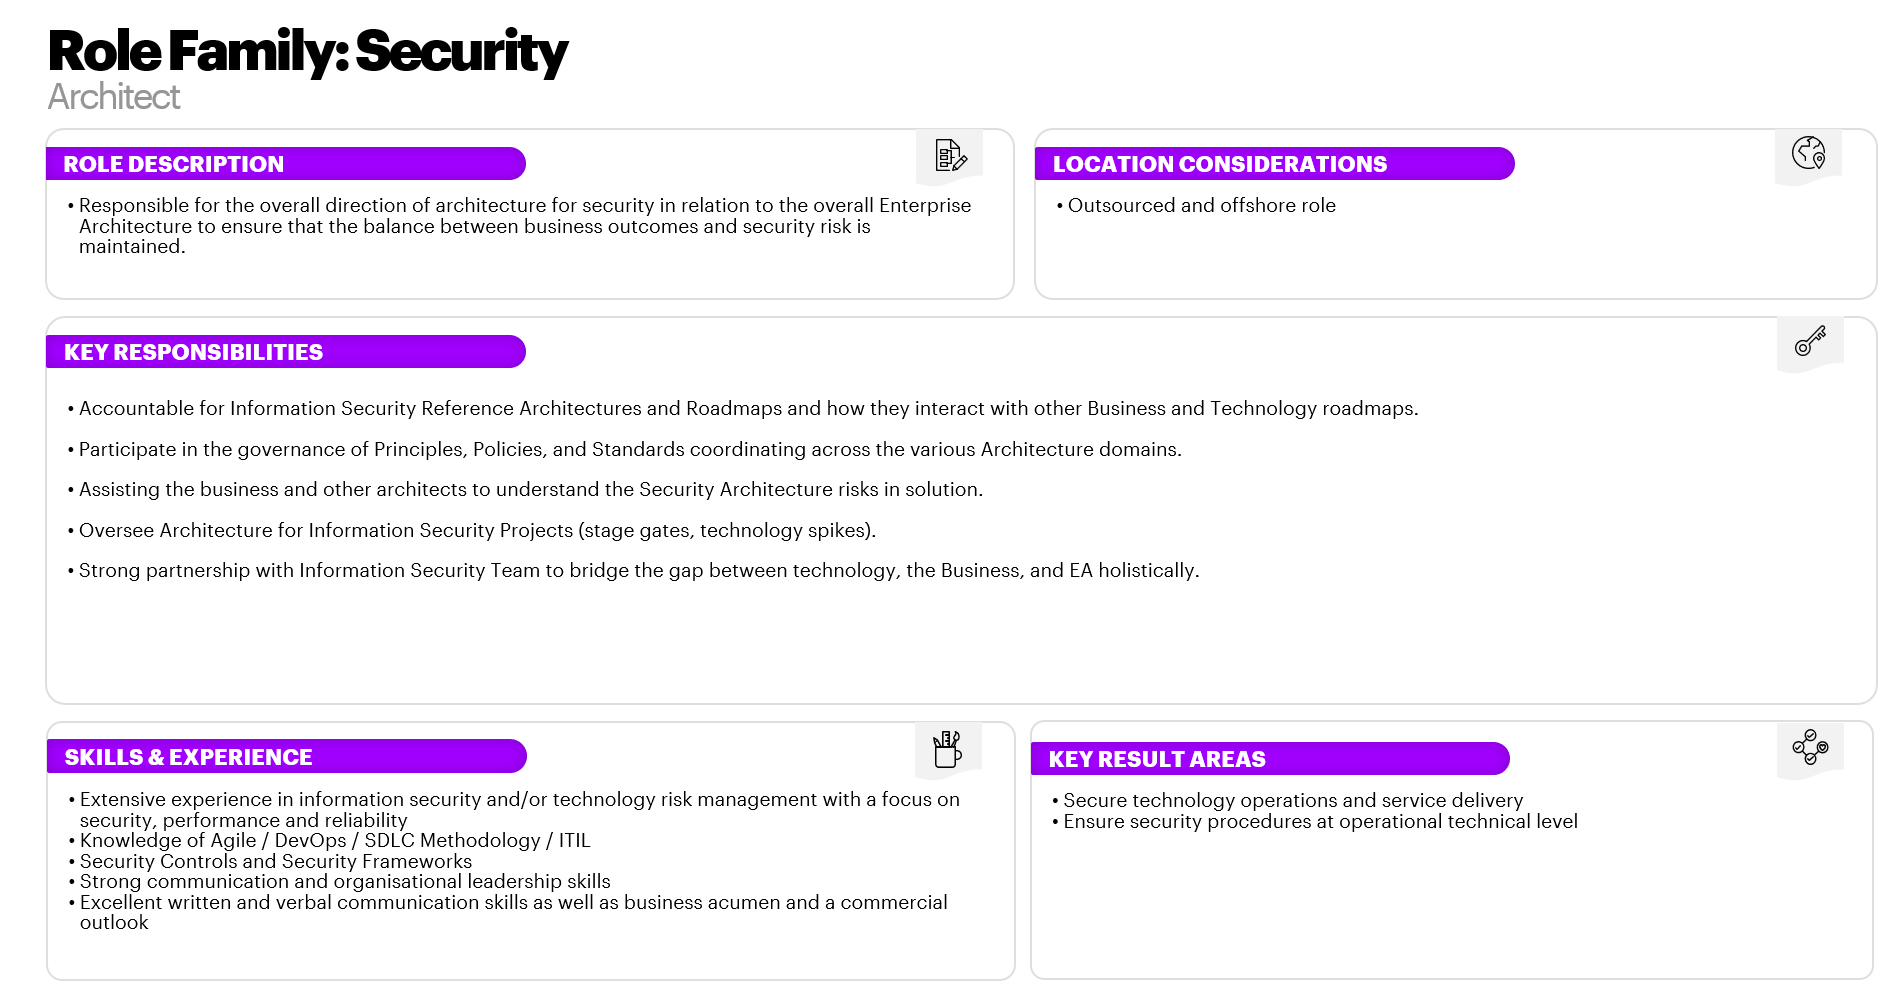 Role Family: Security
Architect
ROLE DESCRIPTION
• Responsible for the overall direction of architecture for security in relation to the overall Enterprise
Architecture to ensure that the balance between business outcomes and security risk is
maintained.
LOCATION CONSIDERATIONS
• Outsourced and offshore role
KEY RESPONSIBILITIES
• Accountable for Information Security Reference Architectures and Roadmaps and how they interact with other Business and Technology roadmaps.
• Participate in the governance of Principles, Policies, and Standards coordinating across the various Architecture domains.
• Assisting the business and other architects to understand the Security Architecture risks in solution.
• Oversee Architecture for Information Security Projects (stage gates, technology spikes).
• Strong partnership with Information Security Team to bridge the gap between technology, the Business, and EA holistically.
SKILLS & EXPERIENCE
• Extensive experience in information security and/or technology risk management with a focus on
security, performance and reliability
• Knowledge of Agile / DevOps / SDLC Methodology / ITIL
• Security Controls and Security Frameworks
• Strong communication and organisational leadership skills
• Excellent written and verbal communication skills as well as business acumen and a commercial
outlook
KEY RESULT AREAS
• Secure technology operations and service delivery
• Ensure security procedures at operational technical level